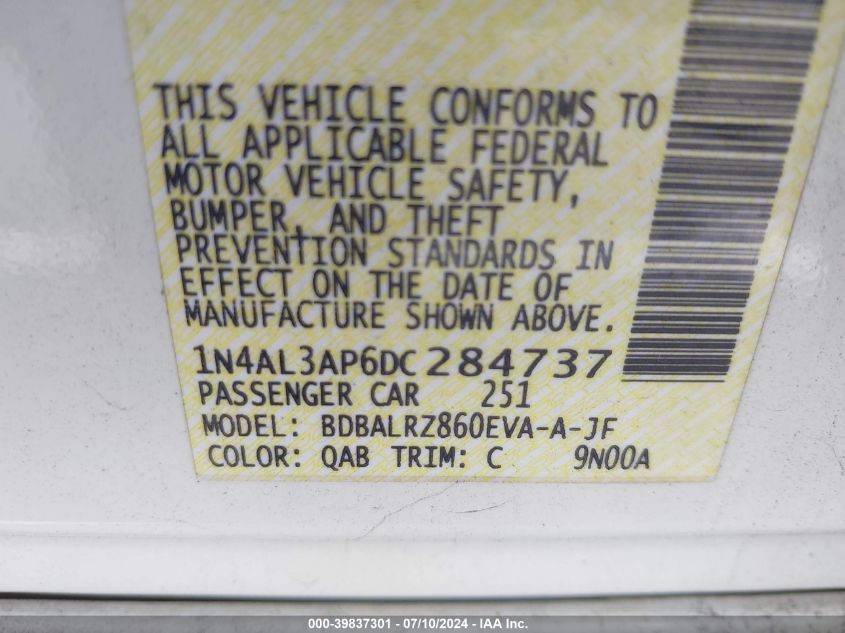 THIS VEHICLE CONFORMS TO
ALL APPLICABLE FEDERAL
MOTOR VEHICLE SAFETY,
BUMPER, AND THEFT
PREVENTION STANDARDS IN
EFFECT ON THE DATE OF
MANUFACTURE SHOWN ABOVE.
1N4AL3AP6DC284737
PASSENGER CAR 251
MODEL: BDBALRZ860EVA-A-JF
COLOR: QAB TRIM: C 9N00A
000-39837301 - 07/10/2024 - IAA Inc.